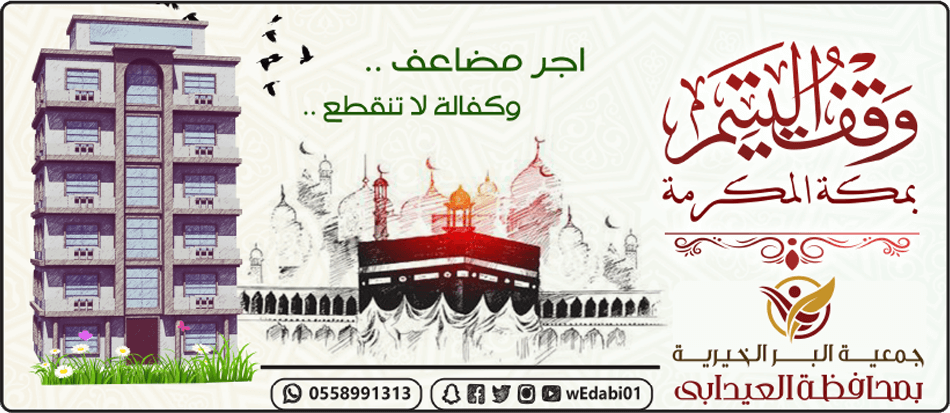 وقف اليتيم
بمكة المكرمة
جمعية البر الخيرية
بمحافظة العيدابي
اجر مضاعف ..
وكفالة لا تنقطع ..
0558991313
wEdabi01